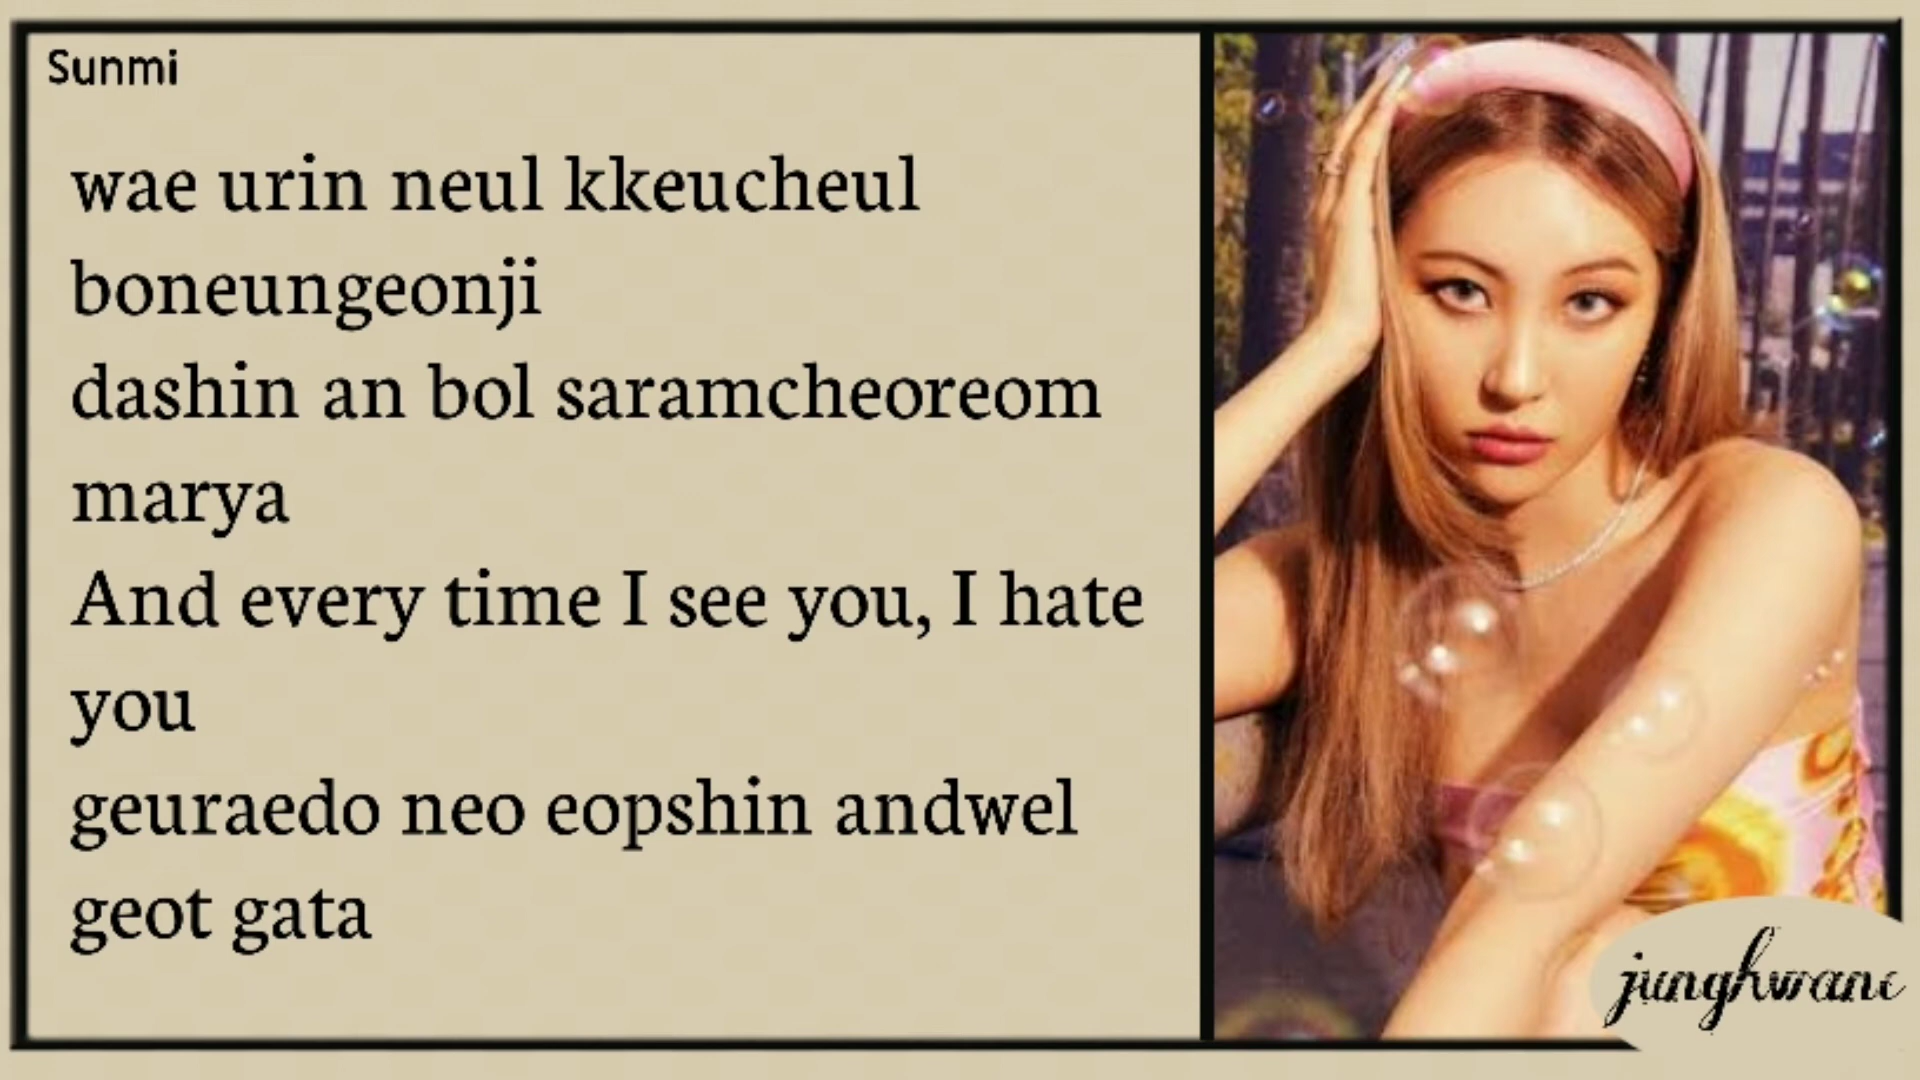 Sunmi
wae urin neul kkeucheul
boneungeonji
dashin an bol saramcheoreom
marya
And every time I see you, I hate
you
geuraedo neo eopshin andwel
geot gata
junghwanc